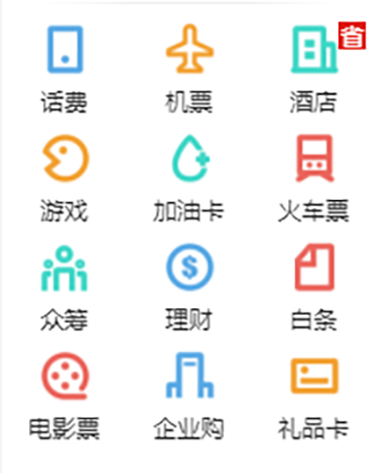 省
话费 机票 酒店
游戏 加油卡 火车票
众筹 理财 白条
电影票 企业购 礼品卡